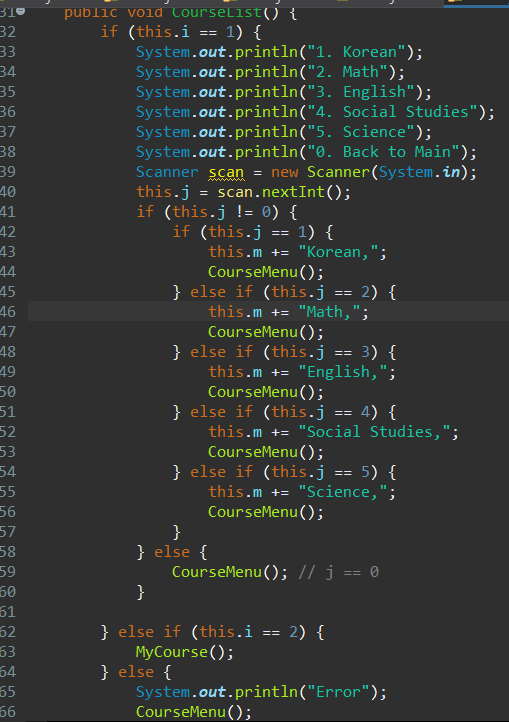 31 public void CourseList() {
32 if (this.i == 1) {
33 System.out.println("1. Korean");
34 System.out.println("2. Math");
35 System.out.println("3. English");
36 System.out.println("4. Social Studies");
37 System.out.println("5. Science");
38 System.out.println("0. Back to Main");
39 Scanner scan = new Scanner(System.in);
40 this.j = scan.nextInt();
41 if (this.j != 0) {
42 if (this.j == 1) {
43 this.m += "Korean,";
44 CourseMenu();
45 } else if (this.j == 2) {
46 this.m += "Math,";
47 CourseMenu();
48 } else if (this.j == 3) {
49 this.m += "English,";
50 CourseMenu();
51 } else if (this.j == 4) {
52 this.m += "Social Studies,";
53 CourseMenu();
54 } else if (this.j == 5) {
55 this.m += "Science,";
56 CourseMenu();
57 }
58 } else {
59 CourseMenu(); // j == 0
60 }
61
62 } else if (this.i == 2) {
63 MyCourse();
64 } else {
65 System.out.println("Error");
66 CourseMenu();